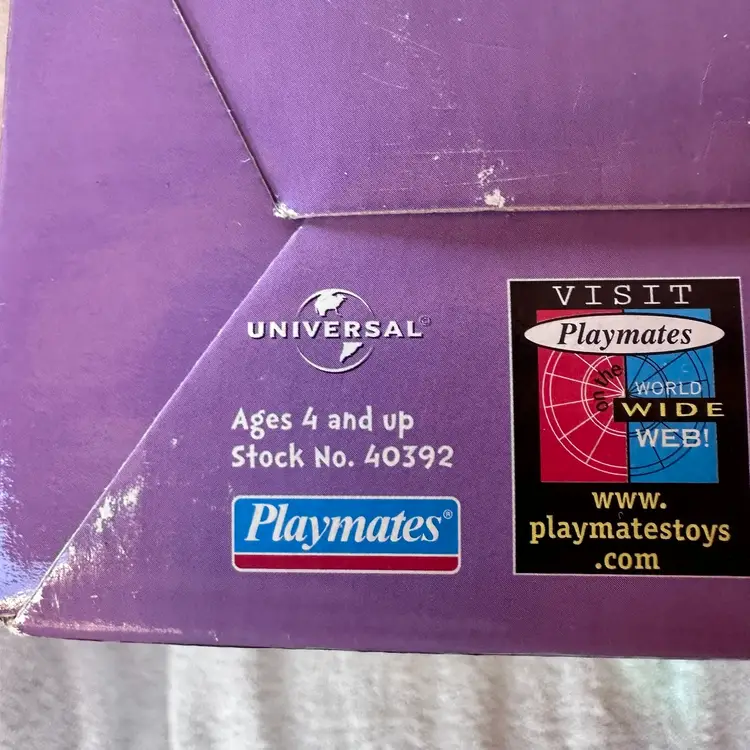 UNIVERSAL
Ages 4 and up
Stock No. 40392
Playmates®
VISIT
Playmates
on the
WORLD
WIDE
WEB!
www.
playmatestoys
.com